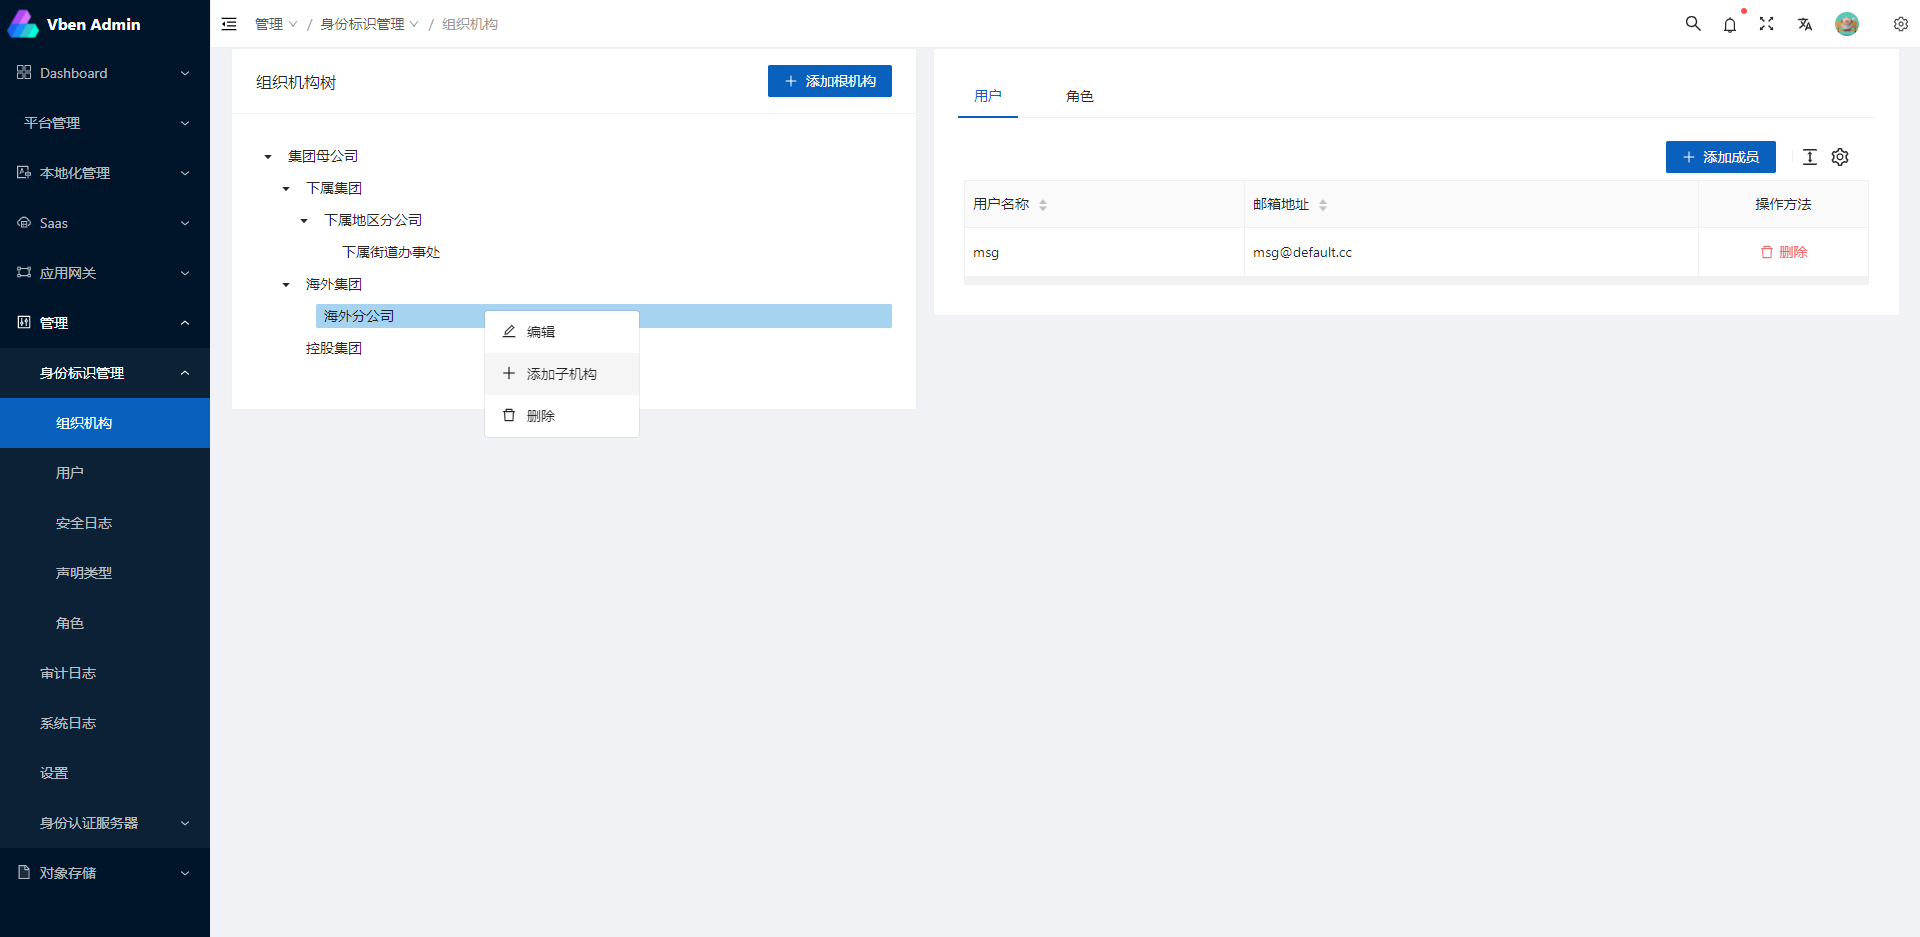 Vben Admin
Dashboard
平台管理
本地化管理
Saas
应用网关
管理
身份标识管理
组织机构
用户
安全日志
声明类型
角色
审计日志
系统日志
设置
身份认证服务器
对象存储
管理 / 身份标识管理 / 组织机构
组织机构树
添加根机构
集团母公司
下属集团
下属地区分公司
下属街道办事处
海外集团
海外分公司
控股集团
编辑
添加子机构
删除
用户 角色
添加成员
用户名称 邮箱地址 操作方法
msg msg@default.cc 删除